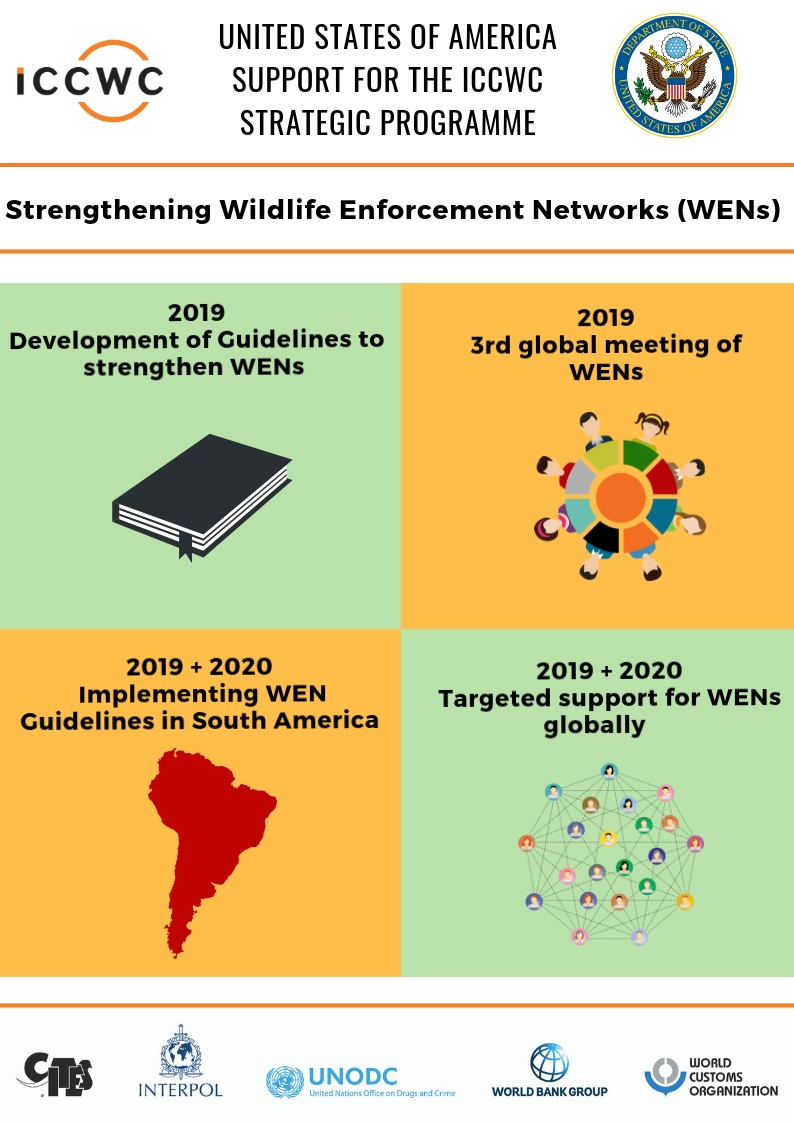 ICCWC
UNITED STATES OF AMERICA
SUPPORT FOR THE ICCWC
STRATEGIC PROGRAMME
DEPARTMENT OF STATE
UNITED STATES OF AMERICA
Strengthening Wildlife Enforcement Networks (WENs)
2019
Development of Guidelines to
strengthen WENs
2019
3rd global meeting of
WENs
2019 + 2020
Implementing WEN
Guidelines in South America
2019 + 2020
Targeted support for WENs
globally
CITES
INTERPOL
UNODC
United Nations Office on Drugs and Crime
WORLD BANK GROUP
WORLD
CUSTOMS
ORGANIZATION